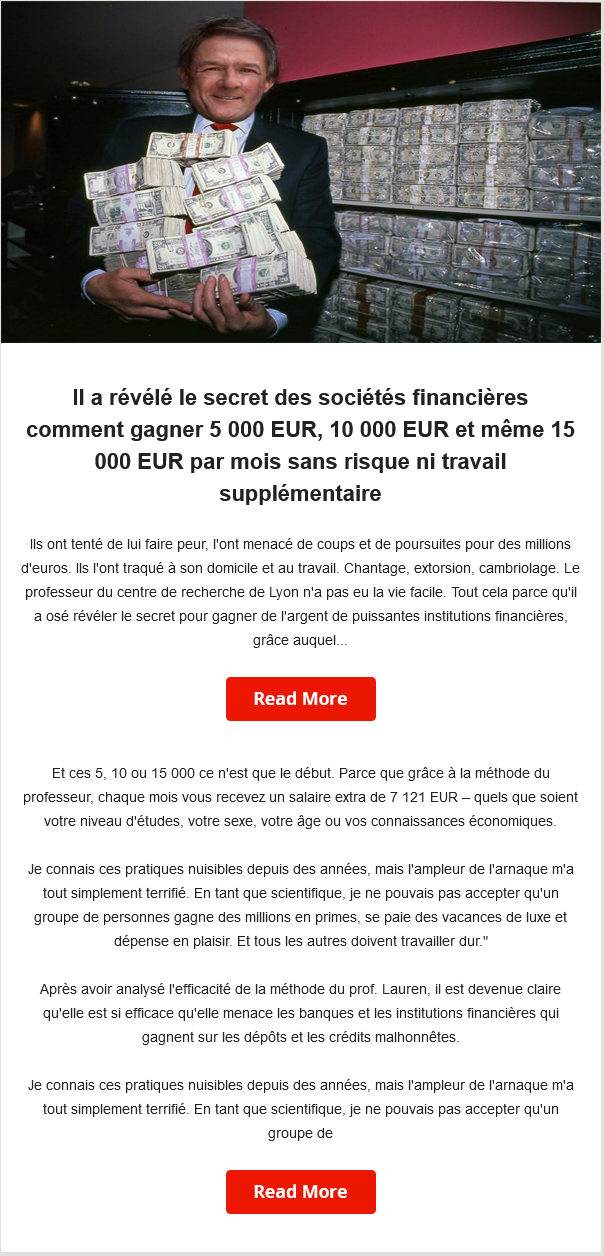 Il a révélé le secret des sociétés financières
comment gagner 5 000 EUR, 10 000 EUR et même 15
000 EUR par mois sans risque ni travail
supplémentaire
Ils ont tenté de lui faire peur, l'ont menacé de coups et de poursuites pour des millions
d'euros. Ils l'ont traqué à son domicile et au travail. Chantage, extorsion, cambriolage. Le
professeur du centre de recherche de Lyon n'a pas eu la vie facile. Tout cela parce qu'il
a osé révéler le secret pour gagner de l'argent de puissantes institutions financières,
grâce auquel...
Read More
Et ces 5, 10 ou 15 000 ce n'est que le début. Parce que grâce à la méthode du
professeur, chaque mois vous recevez un salaire extra de 7 121 EUR – quels que soient
votre niveau d'études, votre sexe, votre âge ou vos connaissances économiques.
Je connais ces pratiques nuisibles depuis des années, mais l'ampleur de l'arnaque m'a
tout simplement terrifié. En tant que scientifique, je ne pouvais pas accepter qu'un
groupe de personnes gagne des millions en primes, se paie des vacances de luxe et
dépense en plaisir. Et tous les autres doivent travailler dur."
Après avoir analysé l'efficacité de la méthode du prof. Lauren, il est devenue claire
qu'elle est si efficace qu'elle menace les banques et les institutions financières qui
gagnent sur les dépôts et les crédits malhonnêtes.
Je connais ces pratiques nuisibles depuis des années, mais l'ampleur de l'arnaque m'a
tout simplement terrifié. En tant que scientifique, je ne pouvais pas accepter qu'un
groupe de
Read More